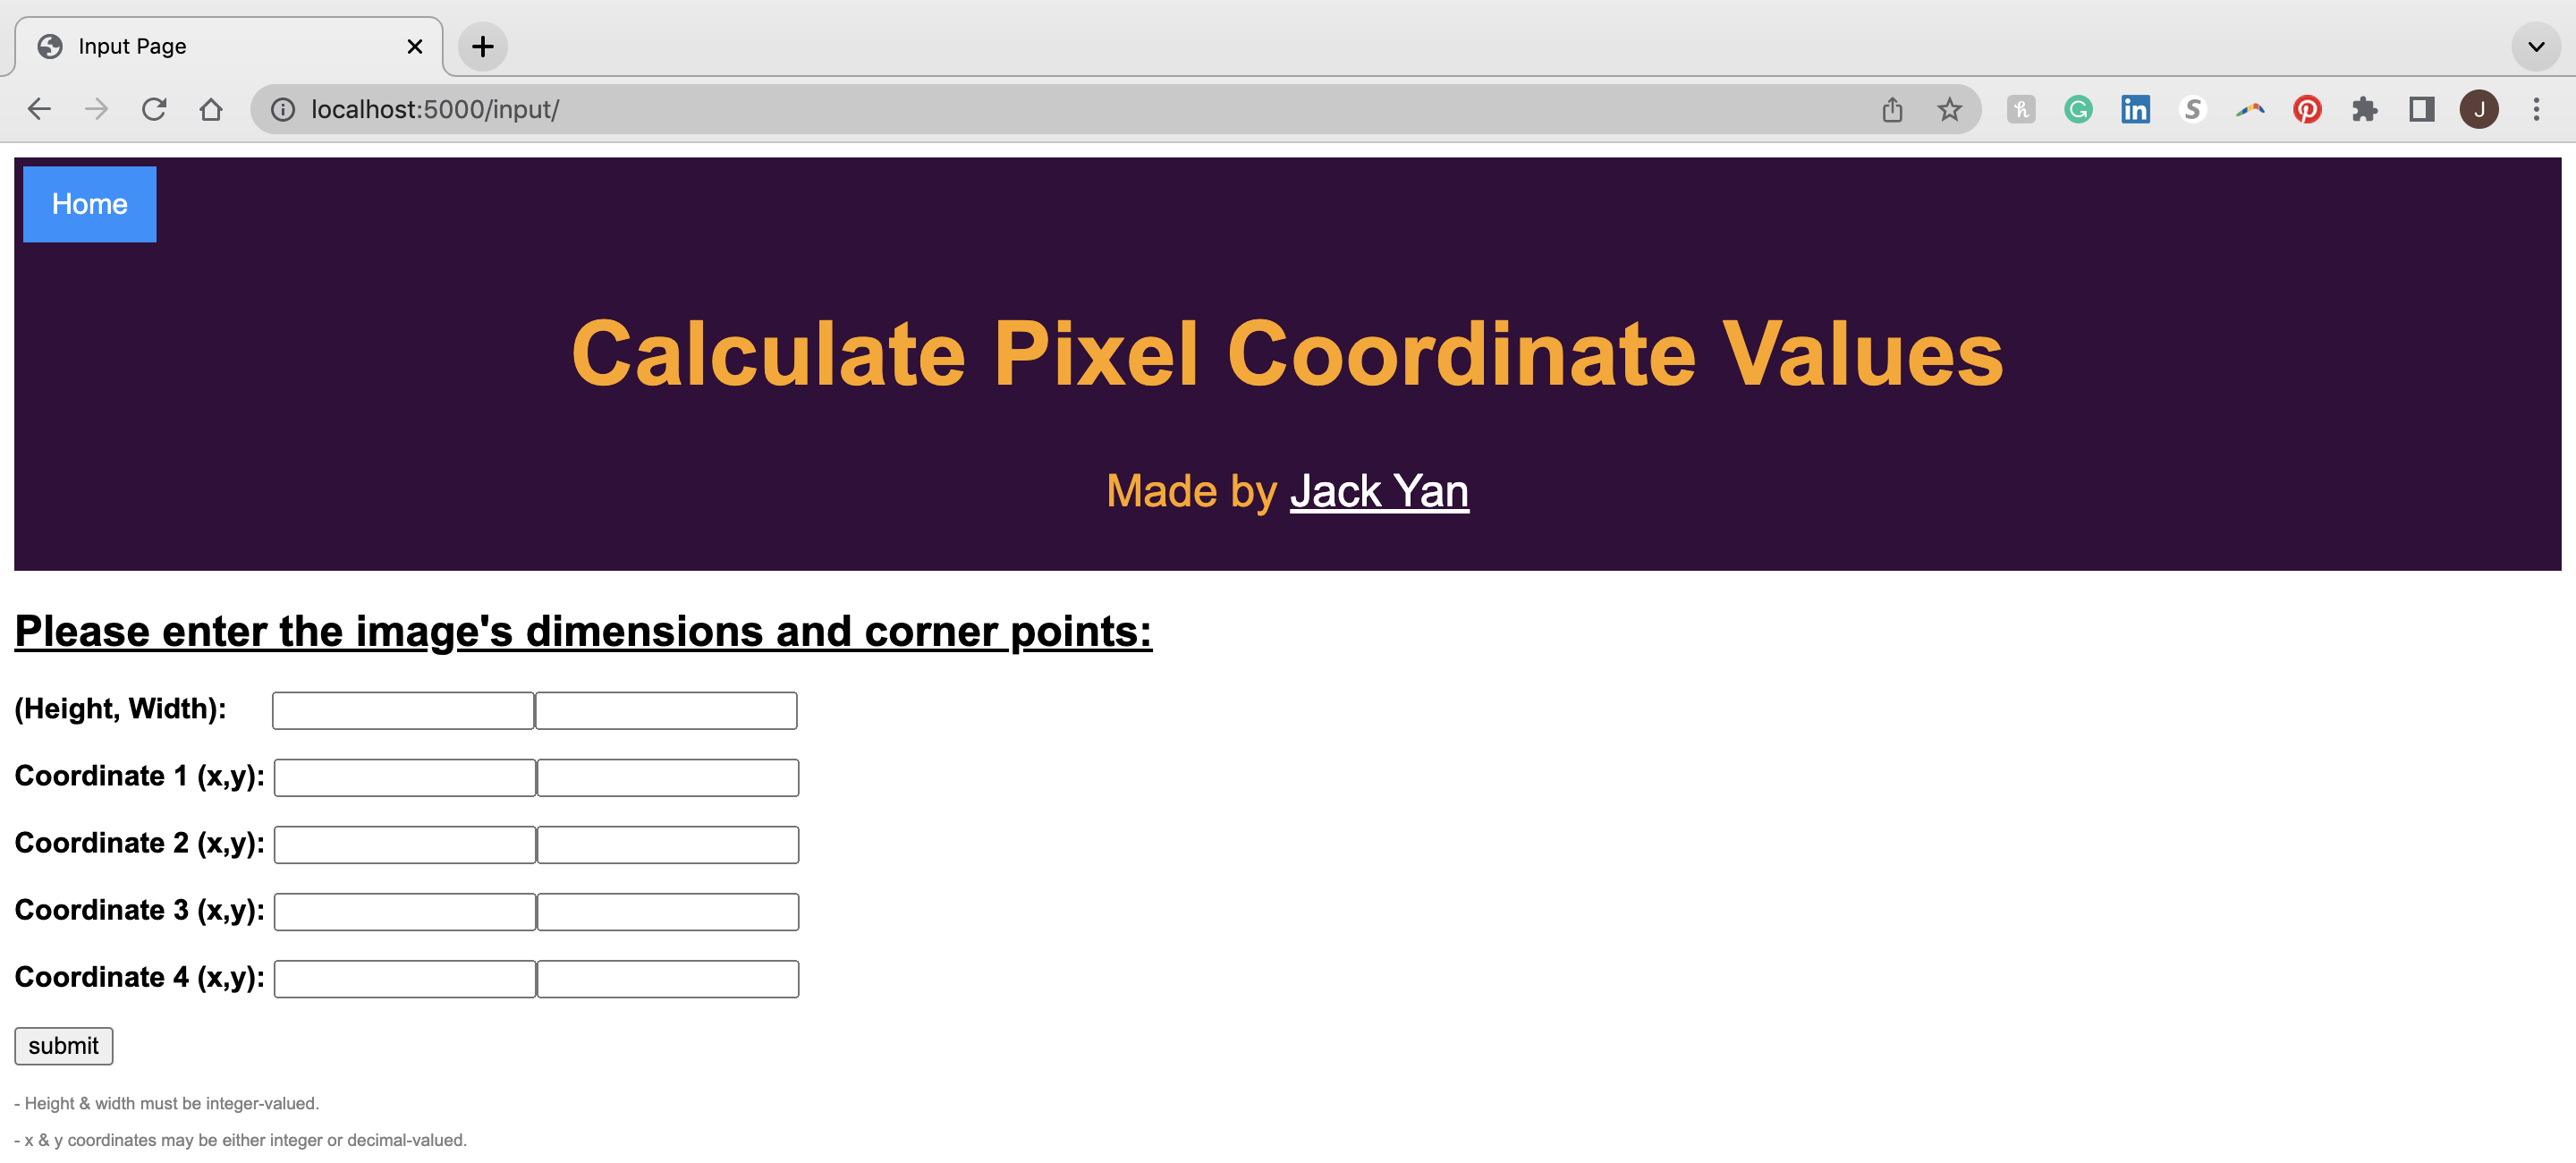 Input Page
localhost:5000/input/
J
Home
Calculate Pixel Coordinate Values
Made by Jack Yan
Please enter the image's dimensions and corner points:
(Height, Width):
Coordinate 1 (x,y):
Coordinate 2 (x,y):
Coordinate 3 (x,y):
Coordinate 4 (x,y):
submit
- Height & width must be integer-valued.
- x & y coordinates may be either integer or decimal-valued.